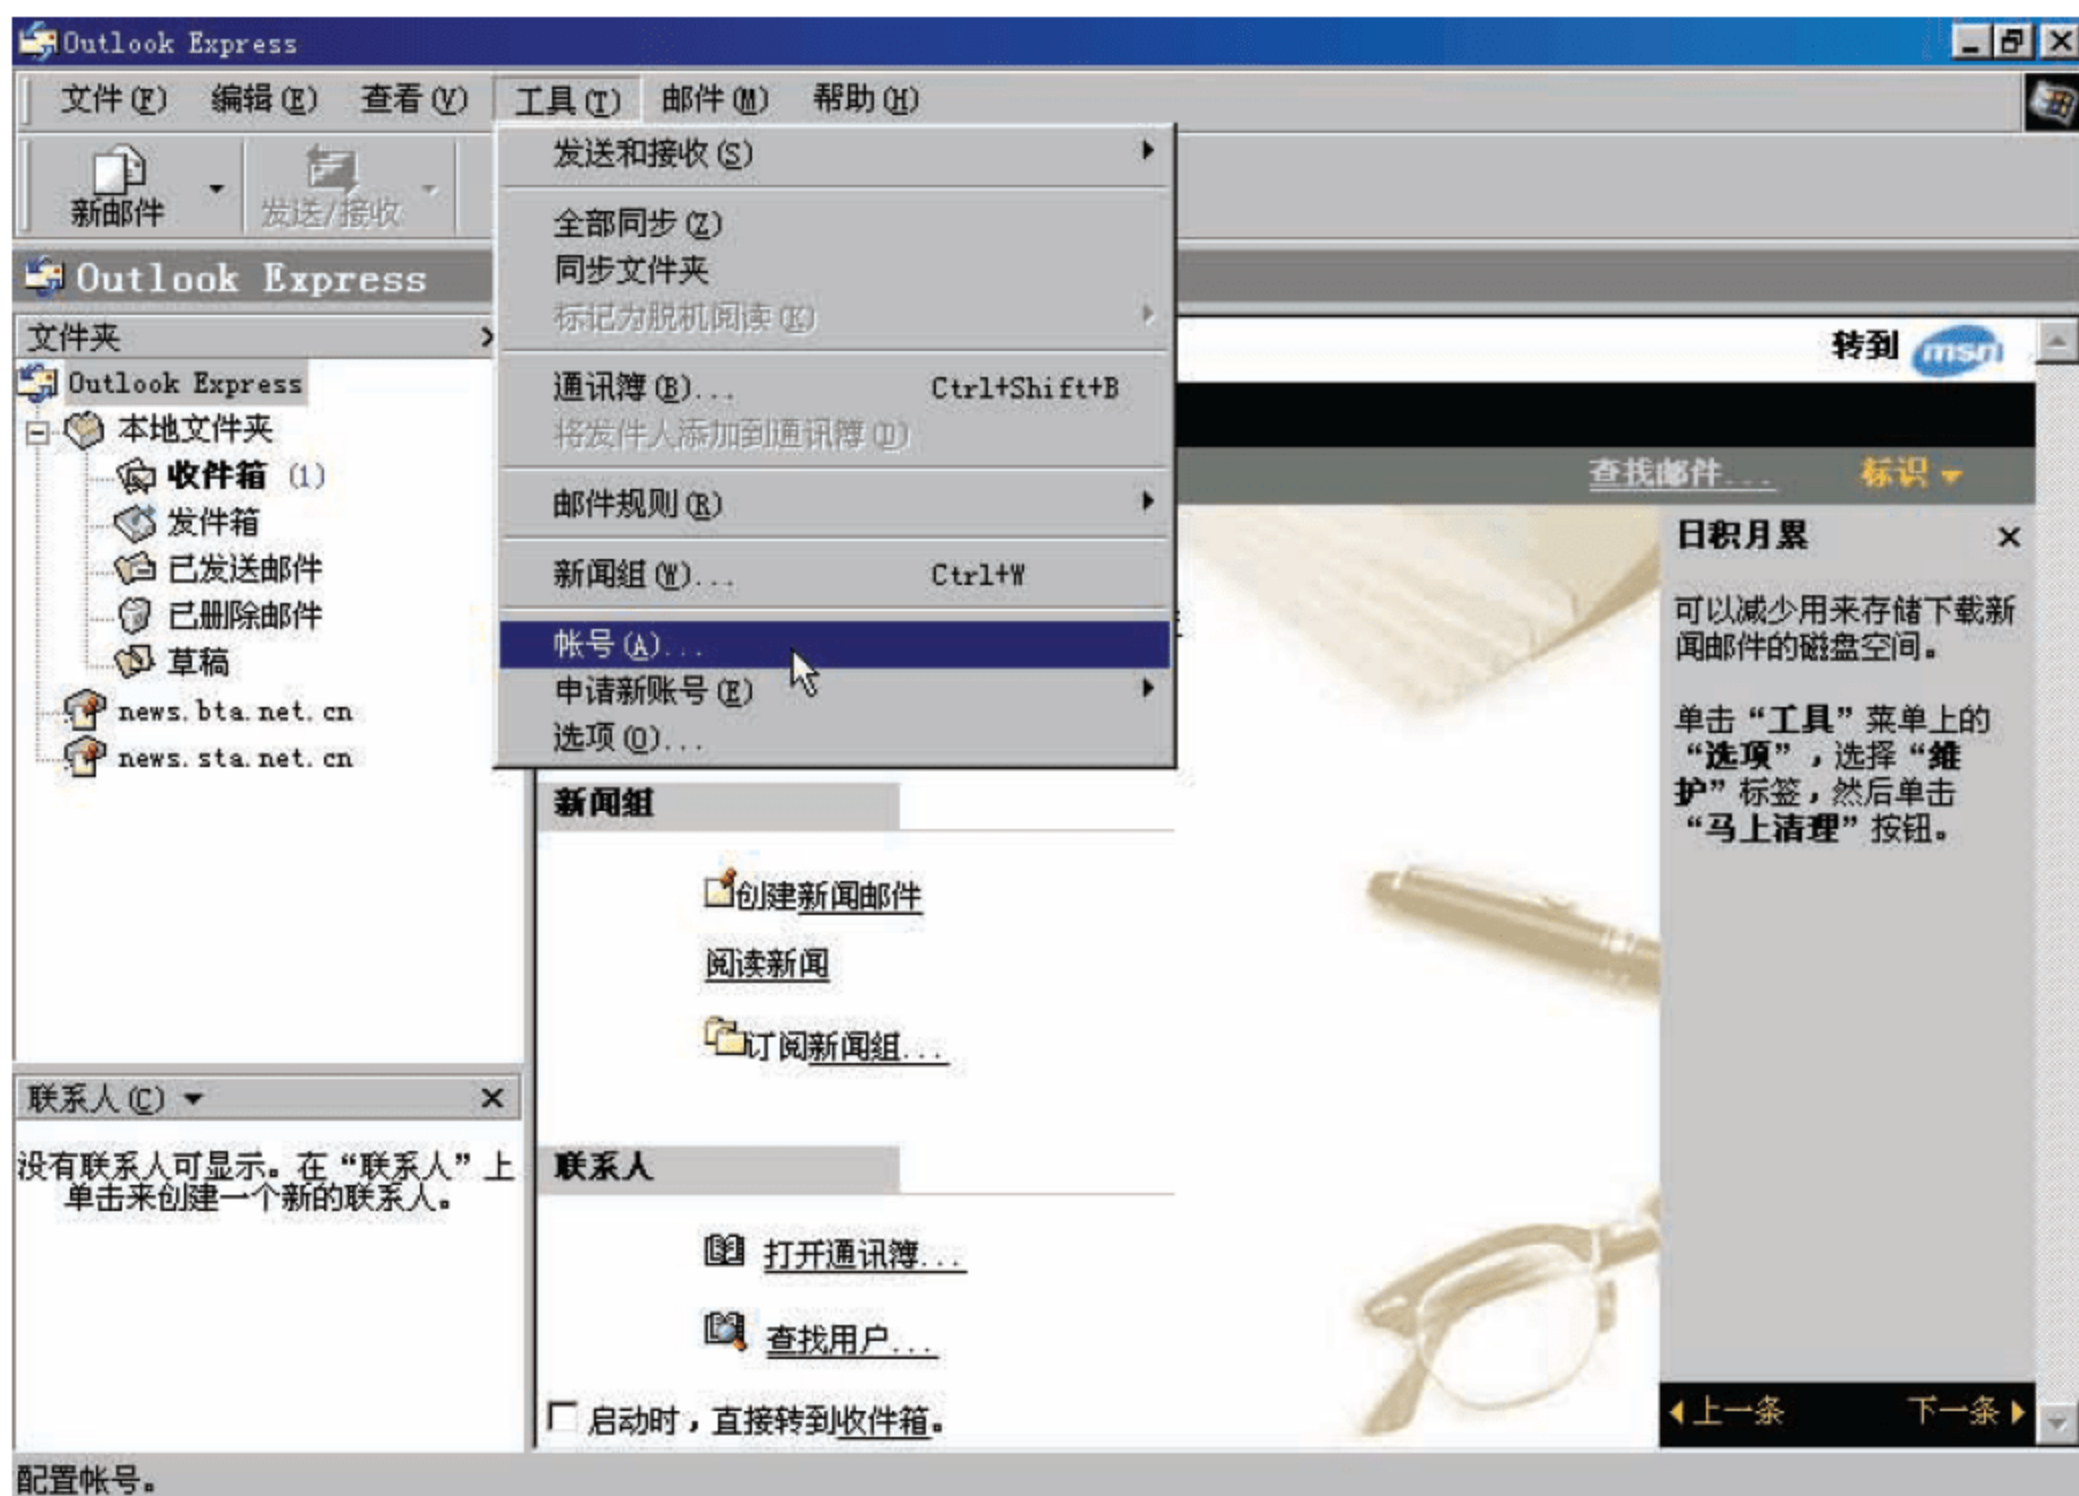 Outlook Express
文件(F) 编辑(E) 查看(V) 工具(T) 邮件(M) 帮助(H)
新邮件 发送/接收
发送和接收(S)
全部同步(Z)
同步文件夹
标记为脱机阅读(K)
通讯簿(B)... Ctrl+Shift+B
将发件人添加到通讯簿(D)
邮件规则(R)
新闻组(W)... Ctrl+W
帐号(A)...
申请新账号(E)
选项(O)...
Outlook Express
文件夹
Outlook Express
本地文件夹
收件箱 (1)
发件箱
已发送邮件
已删除邮件
草稿
news.bta.net.cn
news.sta.net.cn
联系人(C)
没有联系人可显示。在“联系人”上
单击来创建一个新的联系人。
转到 msn
查找邮件... 标识
新闻组
创建新闻邮件
阅读新闻
订阅新闻组...
联系人
打开通讯簿...
查找用户...
启动时，直接转到收件箱。
日积月累
可以减少用来存储下载新
闻邮件的磁盘空间。
单击“工具”菜单上的
“选项”，选择“维
护”标签，然后单击
“马上清理”按钮。
上一条 下一条
配置帐号。